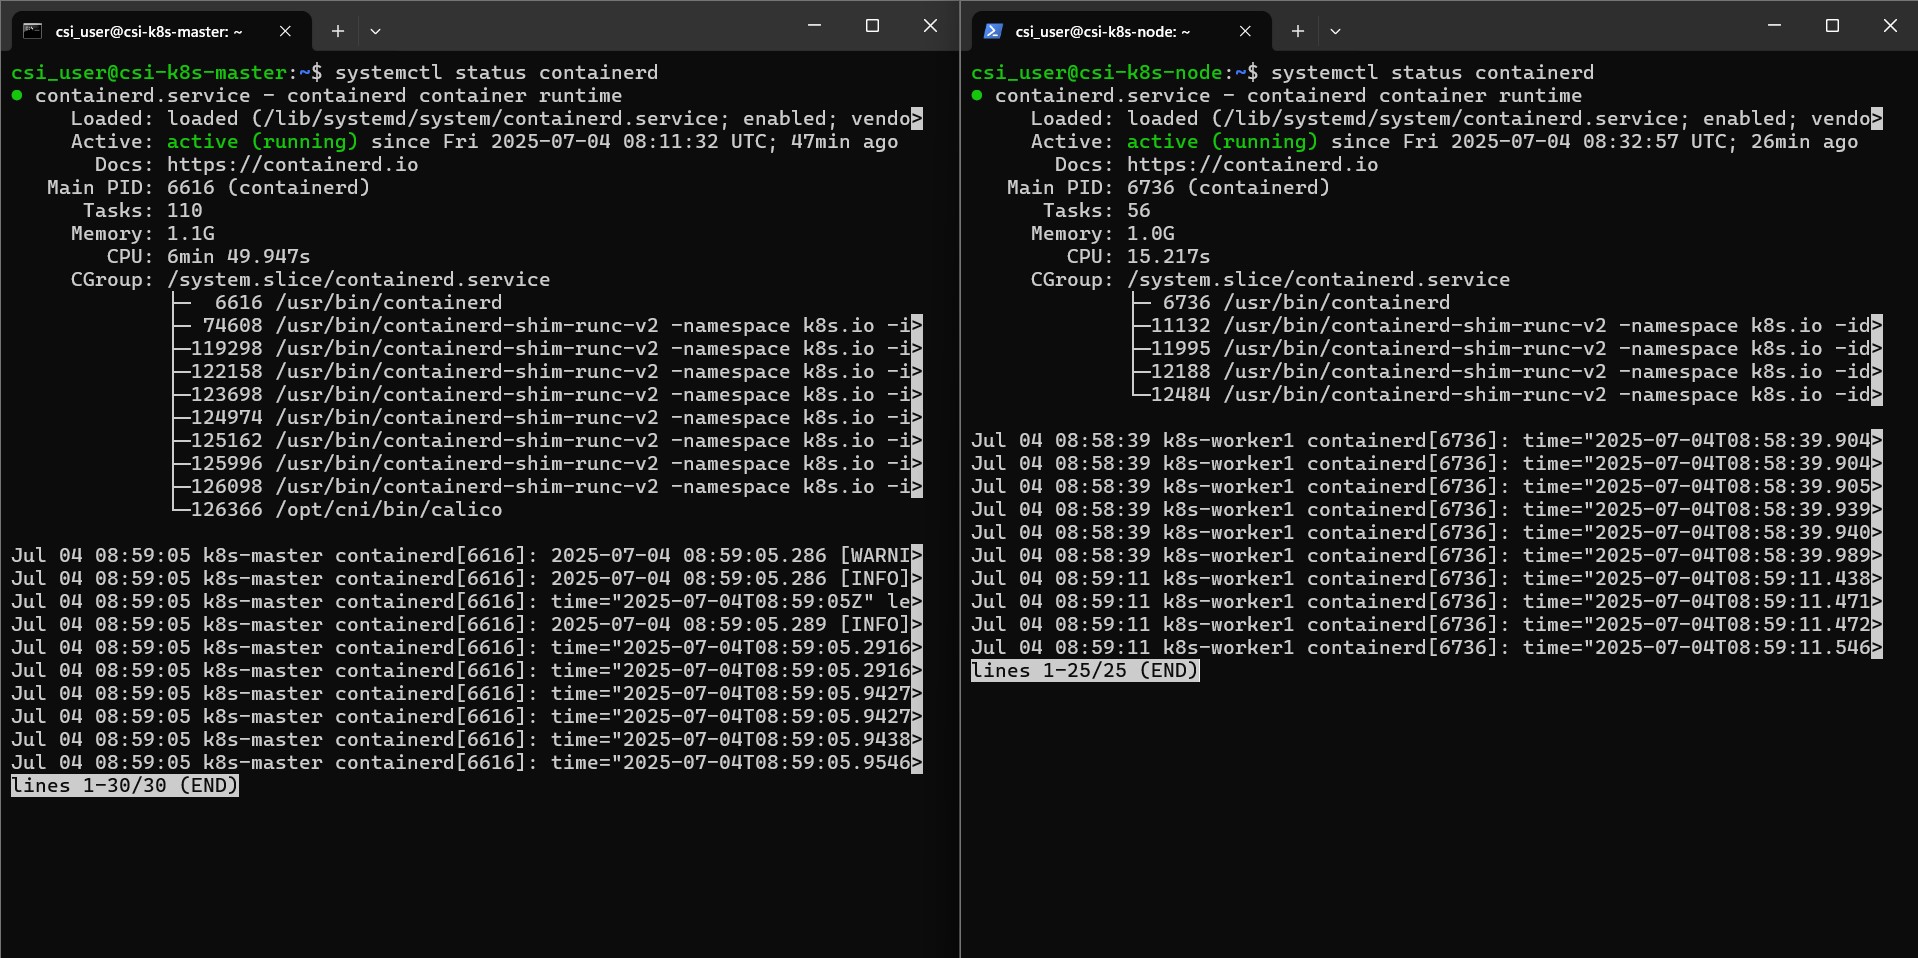 csi_user@csi-k8s-master: ~
csi_user@csi-k8s-master:~$ systemctl status containerd
● containerd.service - containerd container runtime
     Loaded: loaded (/lib/systemd/system/containerd.service; enabled; vendo>
     Active: active (running) since Fri 2025-07-04 08:11:32 UTC; 47min ago
       Docs: https://containerd.io
   Main PID: 6616 (containerd)
      Tasks: 110
     Memory: 1.1G
        CPU: 6min 49.947s
     CGroup: /system.slice/containerd.service
             ├─  6616 /usr/bin/containerd
             ├─ 74608 /usr/bin/containerd-shim-runc-v2 -namespace k8s.io -i>
             ├─119298 /usr/bin/containerd-shim-runc-v2 -namespace k8s.io -i>
             ├─122158 /usr/bin/containerd-shim-runc-v2 -namespace k8s.io -i>
             ├─123698 /usr/bin/containerd-shim-runc-v2 -namespace k8s.io -i>
             ├─124974 /usr/bin/containerd-shim-runc-v2 -namespace k8s.io -i>
             ├─125162 /usr/bin/containerd-shim-runc-v2 -namespace k8s.io -i>
             ├─125996 /usr/bin/containerd-shim-runc-v2 -namespace k8s.io -i>
             ├─126098 /usr/bin/containerd-shim-runc-v2 -namespace k8s.io -i>
             └─126366 /opt/cni/bin/calico
Jul 04 08:59:05 k8s-master containerd[6616]: 2025-07-04 08:59:05.286 [WARNI>
Jul 04 08:59:05 k8s-master containerd[6616]: 2025-07-04 08:59:05.286 [INFO]>
Jul 04 08:59:05 k8s-master containerd[6616]: time="2025-07-04T08:59:05Z" le>
Jul 04 08:59:05 k8s-master containerd[6616]: 2025-07-04 08:59:05.289 [INFO]>
Jul 04 08:59:05 k8s-master containerd[6616]: time="2025-07-04T08:59:05.2916>
Jul 04 08:59:05 k8s-master containerd[6616]: time="2025-07-04T08:59:05.2916>
Jul 04 08:59:05 k8s-master containerd[6616]: time="2025-07-04T08:59:05.9427>
Jul 04 08:59:05 k8s-master containerd[6616]: time="2025-07-04T08:59:05.9427>
Jul 04 08:59:05 k8s-master containerd[6616]: time="2025-07-04T08:59:05.9438>
Jul 04 08:59:05 k8s-master containerd[6616]: time="2025-07-04T08:59:05.9546>
lines 1-30/30 (END)
csi_user@csi-k8s-node: ~
csi_user@csi-k8s-node:~$ systemctl status containerd
● containerd.service - containerd container runtime
     Loaded: loaded (/lib/systemd/system/containerd.service; enabled; vendo>
     Active: active (running) since Fri 2025-07-04 08:32:57 UTC; 26min ago
       Docs: https://containerd.io
   Main PID: 6736 (containerd)
      Tasks: 56
     Memory: 1.0G
        CPU: 15.217s
     CGroup: /system.slice/containerd.service
             ├─ 6736 /usr/bin/containerd
             ├─11132 /usr/bin/containerd-shim-runc-v2 -namespace k8s.io -id>
             ├─11995 /usr/bin/containerd-shim-runc-v2 -namespace k8s.io -id>
             ├─12188 /usr/bin/containerd-shim-runc-v2 -namespace k8s.io -id>
             └─12484 /usr/bin/containerd-shim-runc-v2 -namespace k8s.io -id>
Jul 04 08:58:39 k8s-worker1 containerd[6736]: time="2025-07-04T08:58:39.904>
Jul 04 08:58:39 k8s-worker1 containerd[6736]: time="2025-07-04T08:58:39.904>
Jul 04 08:58:39 k8s-worker1 containerd[6736]: time="2025-07-04T08:58:39.905>
Jul 04 08:58:39 k8s-worker1 containerd[6736]: time="2025-07-04T08:58:39.939>
Jul 04 08:58:39 k8s-worker1 containerd[6736]: time="2025-07-04T08:58:39.940>
Jul 04 08:58:39 k8s-worker1 containerd[6736]: time="2025-07-04T08:58:39.989>
Jul 04 08:59:11 k8s-worker1 containerd[6736]: time="2025-07-04T08:59:11.438>
Jul 04 08:59:11 k8s-worker1 containerd[6736]: time="2025-07-04T08:59:11.471>
Jul 04 08:59:11 k8s-worker1 containerd[6736]: time="2025-07-04T08:59:11.472>
Jul 04 08:59:11 k8s-worker1 containerd[6736]: time="2025-07-04T08:59:11.546>
lines 1-25/25 (END)